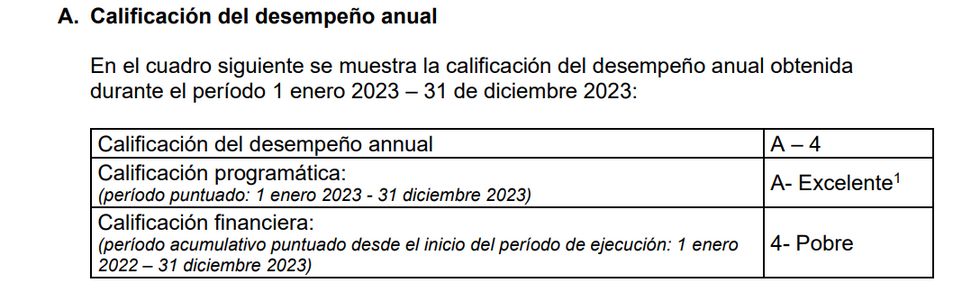 A. Calificación del desempeño anual
En el cuadro siguiente se muestra la calificación del desempeño anual obtenida
durante el período 1 enero 2023 – 31 de diciembre 2023:
Calificación del desempeño annual
A – 4
Calificación programática:
(período puntuado: 1 enero 2023 - 31 diciembre 2023)
A- Excelente¹
Calificación financiera:
(período acumulativo puntuado desde el inicio del período de ejecución: 1 enero
2022 – 31 diciembre 2023)
4- Pobre